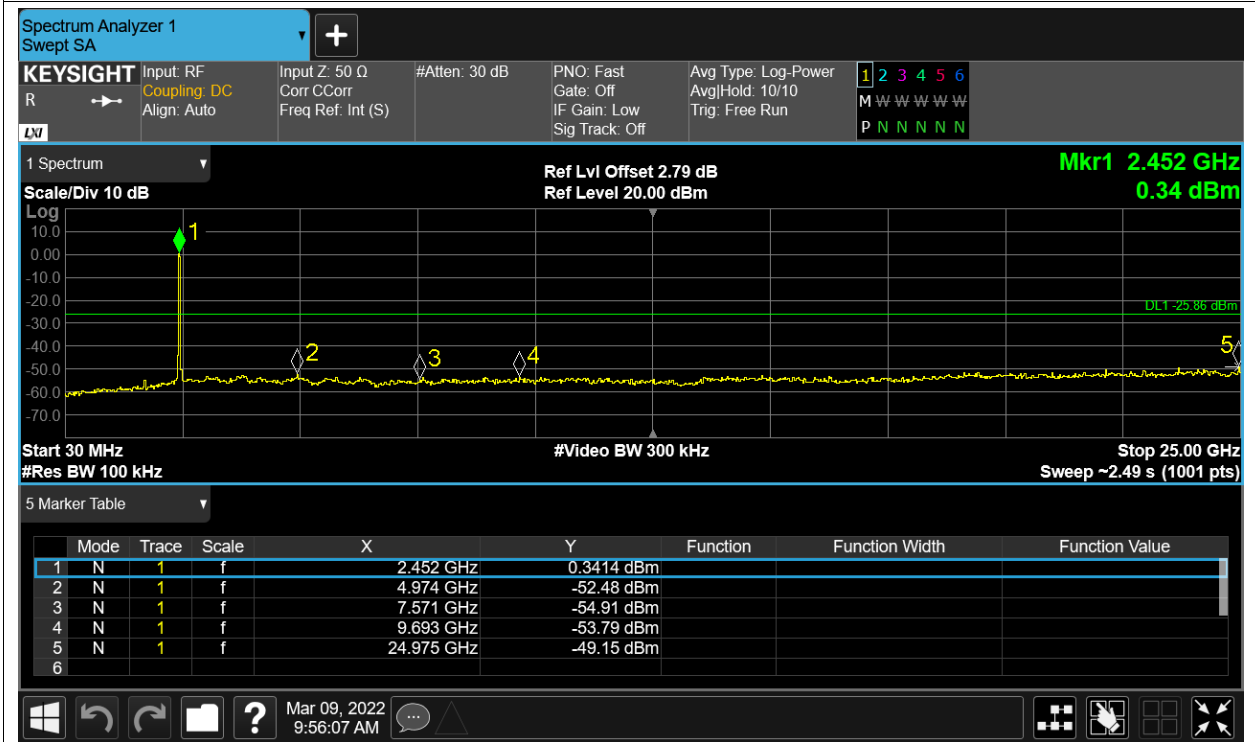 Spectrum Analyzer 1
Swept SA
+
KEYSIGHT Input: RF Input Z: 50 Ω #Atten: 30 dB PNO: Fast Avg Type: Log-Power 1 2 3 4 5 6
R Coupling: DC Corr CCorr Gate: Off Avg|Hold: 10/10 M W W W W W
Align: Auto Freq Ref: Int (S) IF Gain: Low Trig: Free Run
LXI Sig Track: Off P N N N N N
1 Spectrum Ref Lvl Offset 2.79 dB Mkr1 2.452 GHz
Scale/Div 10 dB Ref Level 20.00 dBm 0.34 dBm
Log
10.0 1
0.00
-10.0
-20.0 DL1 -25.86 dBm
-30.0
-40.0 2 3 4 5
-50.0
-60.0
-70.0
Start 30 MHz #Video BW 300 kHz Stop 25.00 GHz
#Res BW 100 kHz Sweep ~2.49 s (1001 pts)
5 Marker Table
Mode Trace Scale X Y Function Function Width Function Value
1 N 1 f 2.452 GHz 0.3414 dBm
2 N 1 f 4.974 GHz -52.48 dBm
3 N 1 f 7.571 GHz -54.91 dBm
4 N 1 f 9.693 GHz -53.79 dBm
5 N 1 f 24.975 GHz -49.15 dBm
6
? Mar 09, 2022
9:56:07 AM